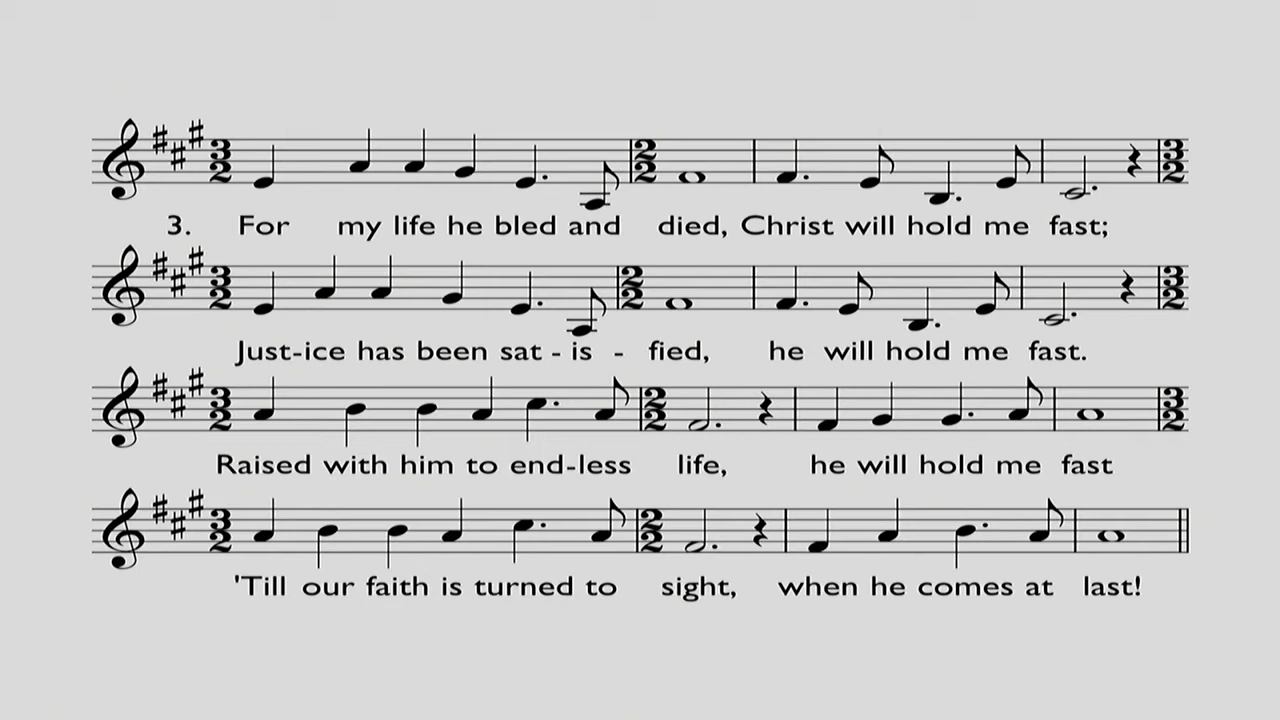 3. For my life he bled and died, Christ will hold me fast;
Just-ice has been sat - is - fied, he will hold me fast.
Raised with him to end-less life, he will hold me fast
'Till our faith is turned to sight, when he comes at last!